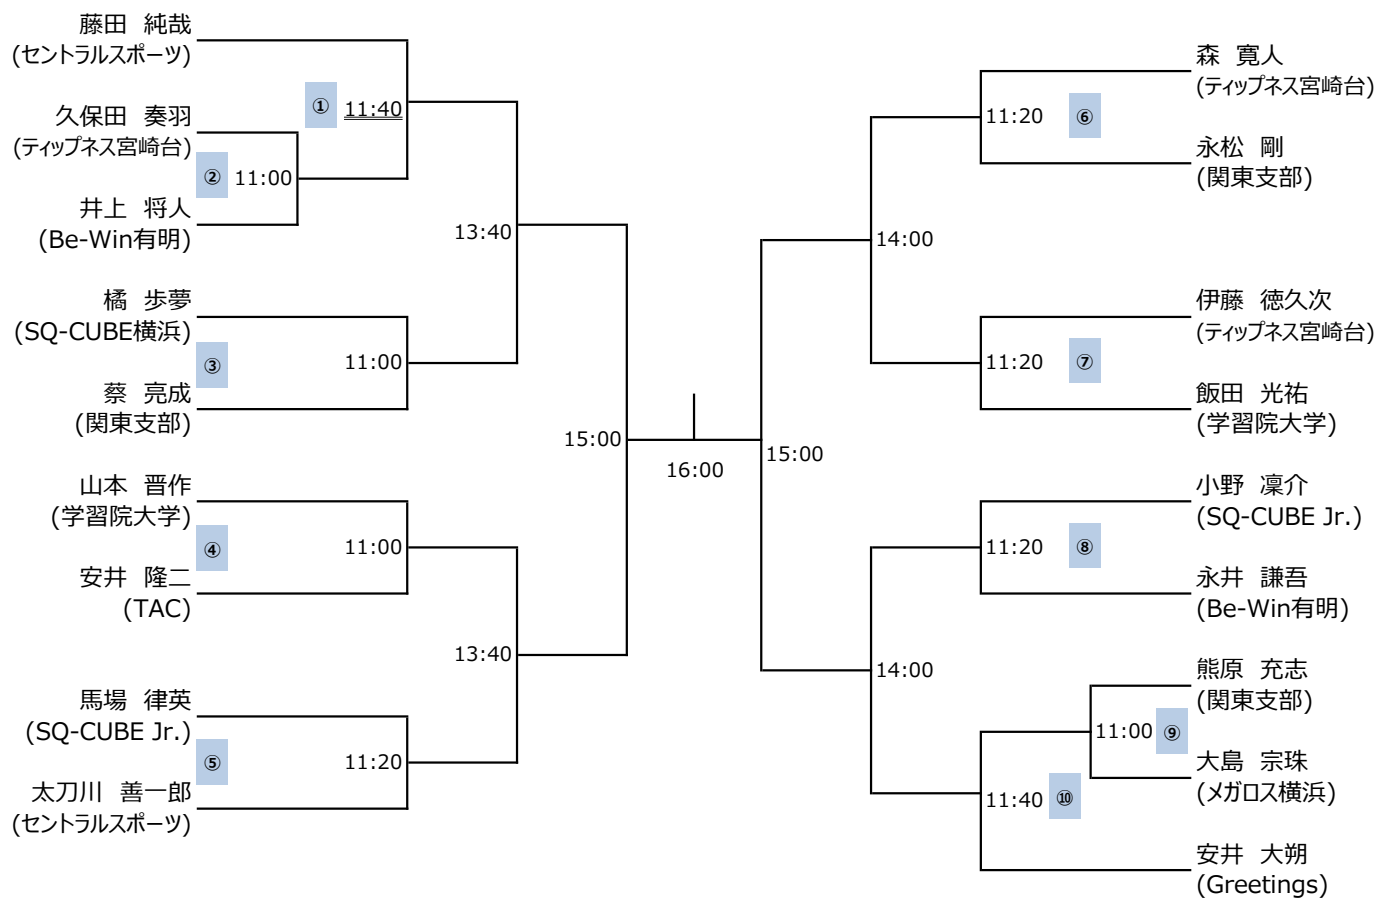 藤田 純哉
(セントラルスポーツ)
① 11:40
久保田 奏羽
(ティップネス宮崎台)
② 11:00
井上 将人
(Be-Win有明)
13:40
橘 歩夢
(SQ-CUBE横浜)
③ 11:00
蔡 亮成
(関東支部)
15:00
山本 晋作
(学習院大学)
④ 11:00
安井 隆二
(TAC)
13:40
馬場 律英
(SQ-CUBE Jr.)
⑤ 11:20
太刀川 善一郎
(セントラルスポーツ)
16:00
森 寛人
(ティップネス宮崎台)
11:20 ⑥
永松 剛
(関東支部)
14:00
伊藤 徳久次
(ティップネス宮崎台)
11:20 ⑦
飯田 光祐
(学習院大学)
15:00
小野 凜介
(SQ-CUBE Jr.)
11:20 ⑧
永井 謙吾
(Be-Win有明)
14:00
熊原 充志
(関東支部)
11:00 ⑨
大島 宗珠
(メガロス横浜)
11:40 ⑩
安井 大朔
(Greetings)